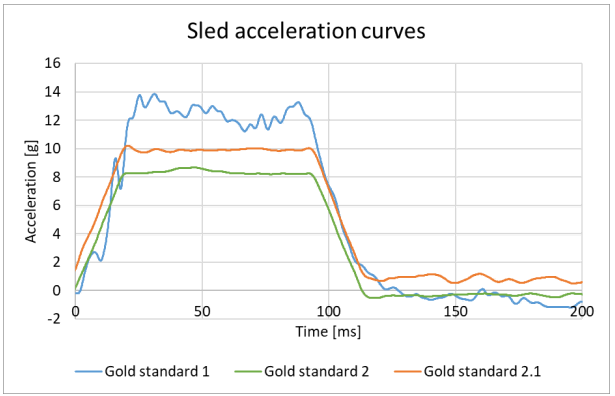 Sled acceleration curves
16
14
12
10
8
6
4
2
0
-2
Acceleration [g]
0 50 100 150 200
Time [ms]
Gold standard 1 Gold standard 2 Gold standard 2.1